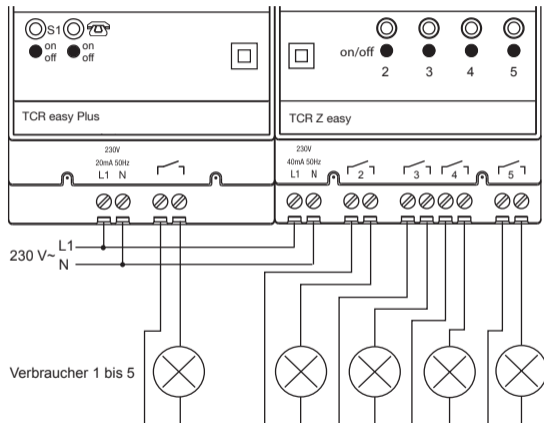 S1
on
off
on
off
TCR easy Plus
230V
20mA 50Hz
L1 N
on/off
2 3 4 5
TCR Z easy
230V
40mA 50Hz
L1 N
2 3 4 5
230 V~ L1
N
Verbraucher 1 bis 5